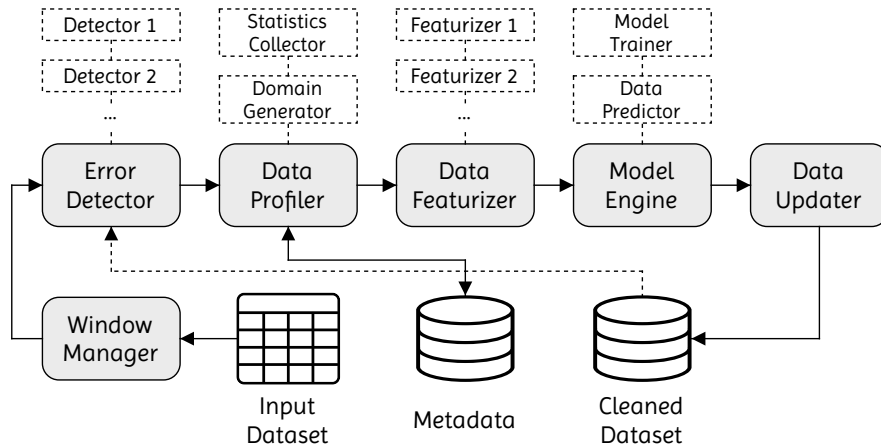 Detector 1
Detector 2
...
Statistics
Collector
Domain
Generator
Featurizer 1
Featurizer 2
...
Model
Trainer
Data
Predictor
Error
Detector
Data
Profiler
Data
Featurizer
Model
Engine
Data
Updater
Window
Manager
Input
Dataset
Metadata
Cleaned
Dataset